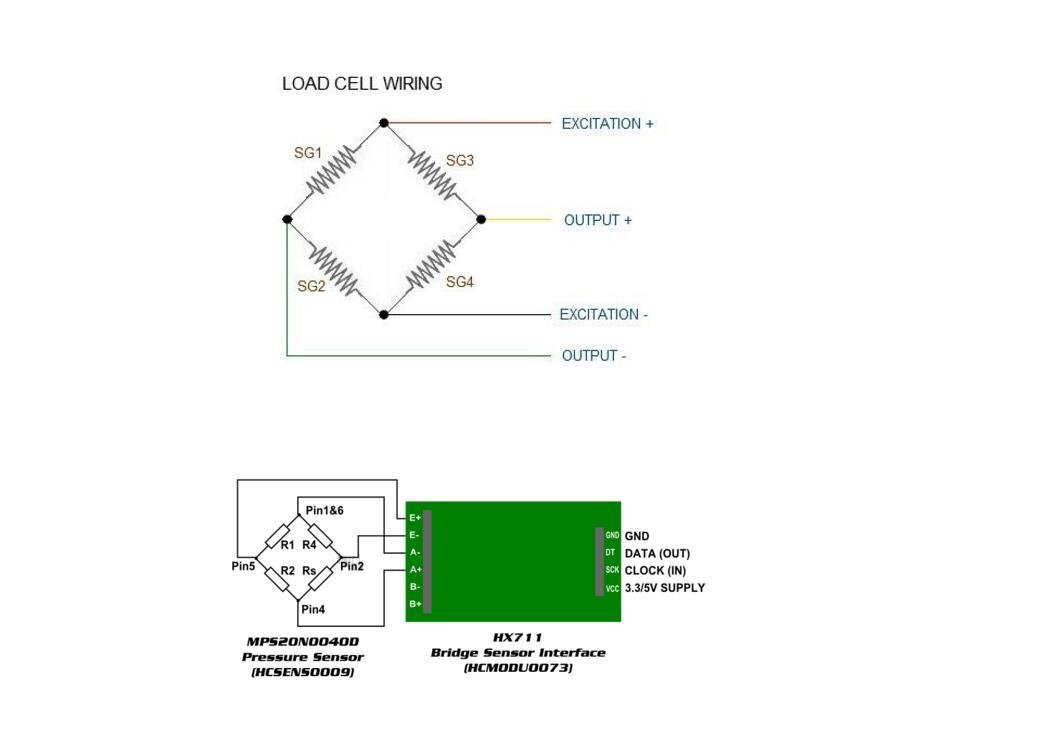 LOAD CELL WIRING
EXCITATION +
SG1
SG3
OUTPUT +
SG2
SG4
EXCITATION -
OUTPUT -
Pin1&6
E+
E-
GND GND
R1 R4
A-
DT DATA (OUT)
Pin5
R2 Rs
Pin2
A+
SCK CLOCK (IN)
B-
VCC 3.3/5V SUPPLY
Pin4
B+
MPS20N0040D
Pressure Sensor
(HCSENS0009)
HX711
Bridge Sensor Interface
(HCMODU0073)